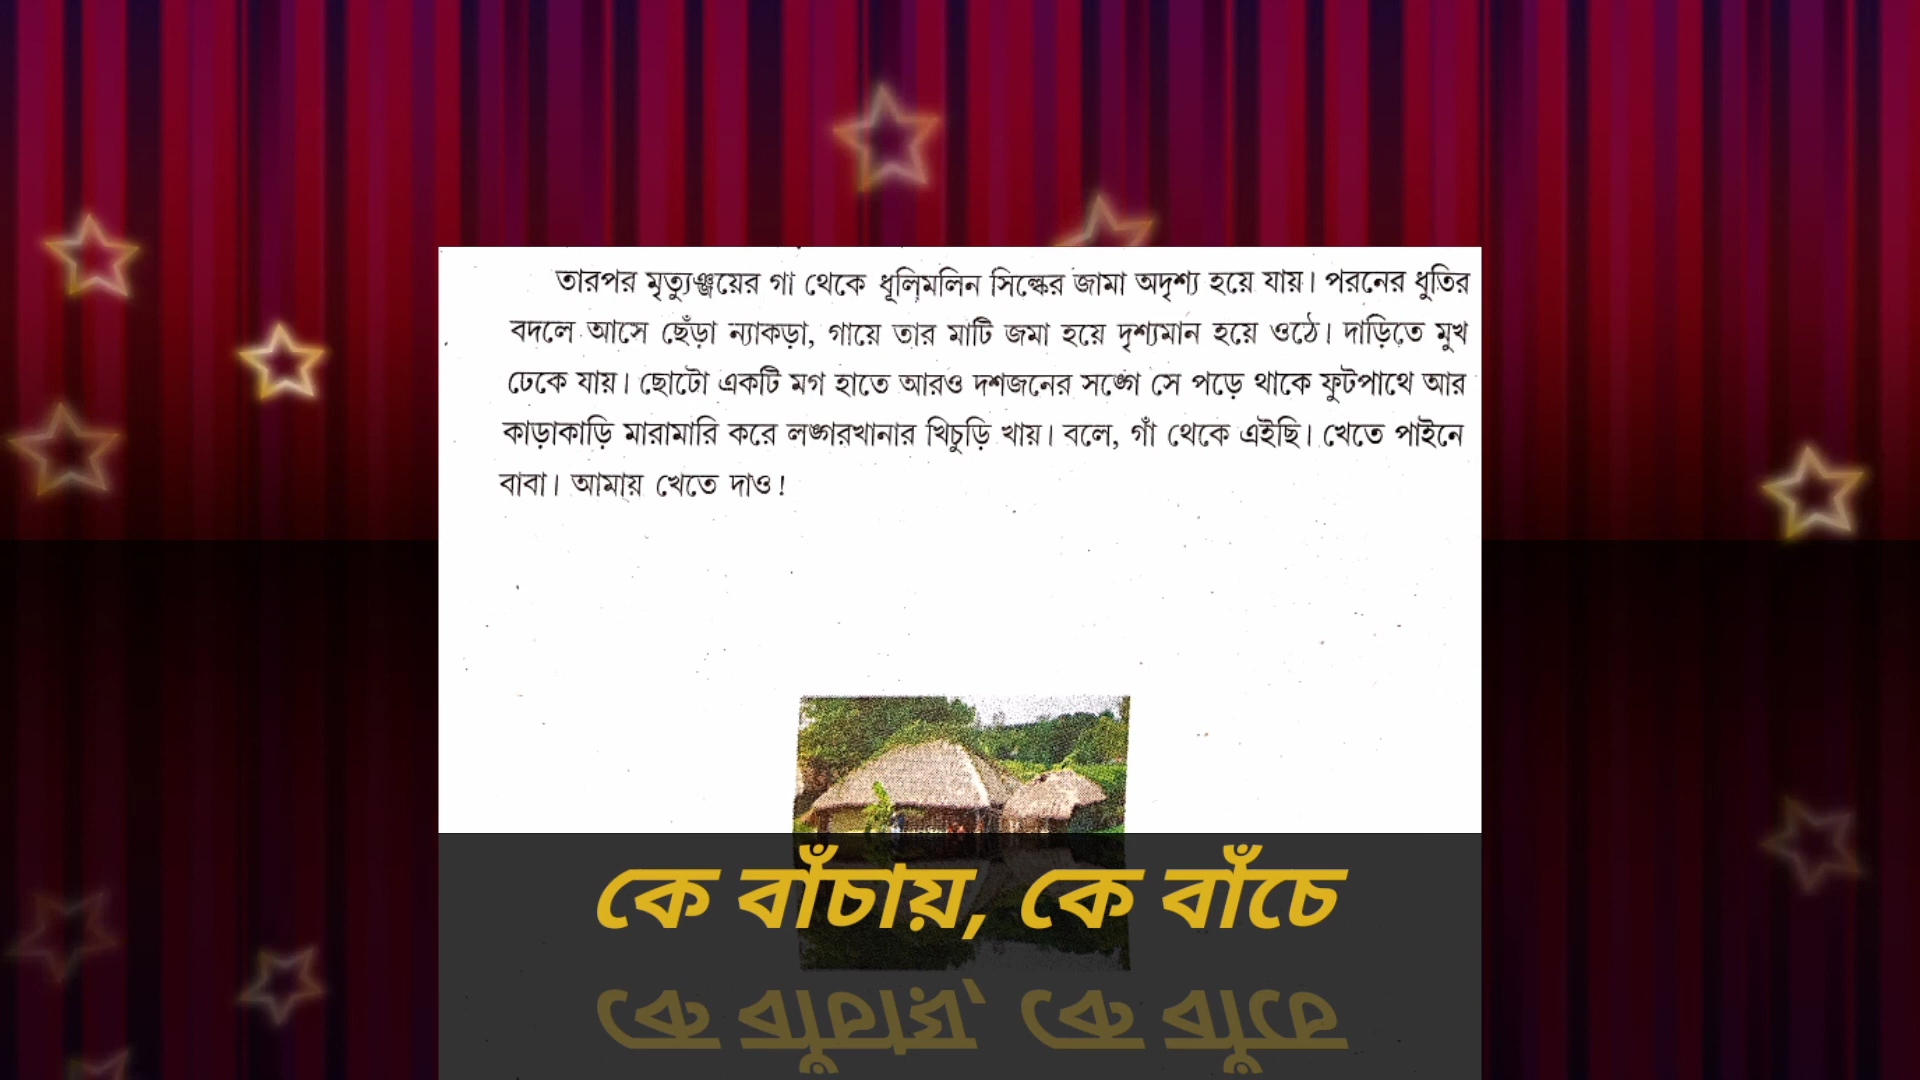 তারপর মৃত্যুঞ্জয়ের গা থেকে ধূলিমলিন সিল্কের জামা অদৃশ্য হয়ে যায়। পরনের ধুতির
বদলে আসে ছেঁড়া ন্যাকড়া, গায়ে তার মাটি জমা হয়ে দৃশ্যমান হয়ে ওঠে। দাড়িতে মুখ
ঢেকে যায়। ছোটো একটি মগ হাতে আরও দশজনের সঙ্গে সে পড়ে থাকে ফুটপাথে আর
কাড়াকাড়ি মারামারি করে লঙ্গরখানার খিচুড়ি খায়। বলে, গাঁ থেকে এইছি। খেতে পাইনে
বাবা। আমায় খেতে দাও!
কে বাঁচায়, কে বাঁচে